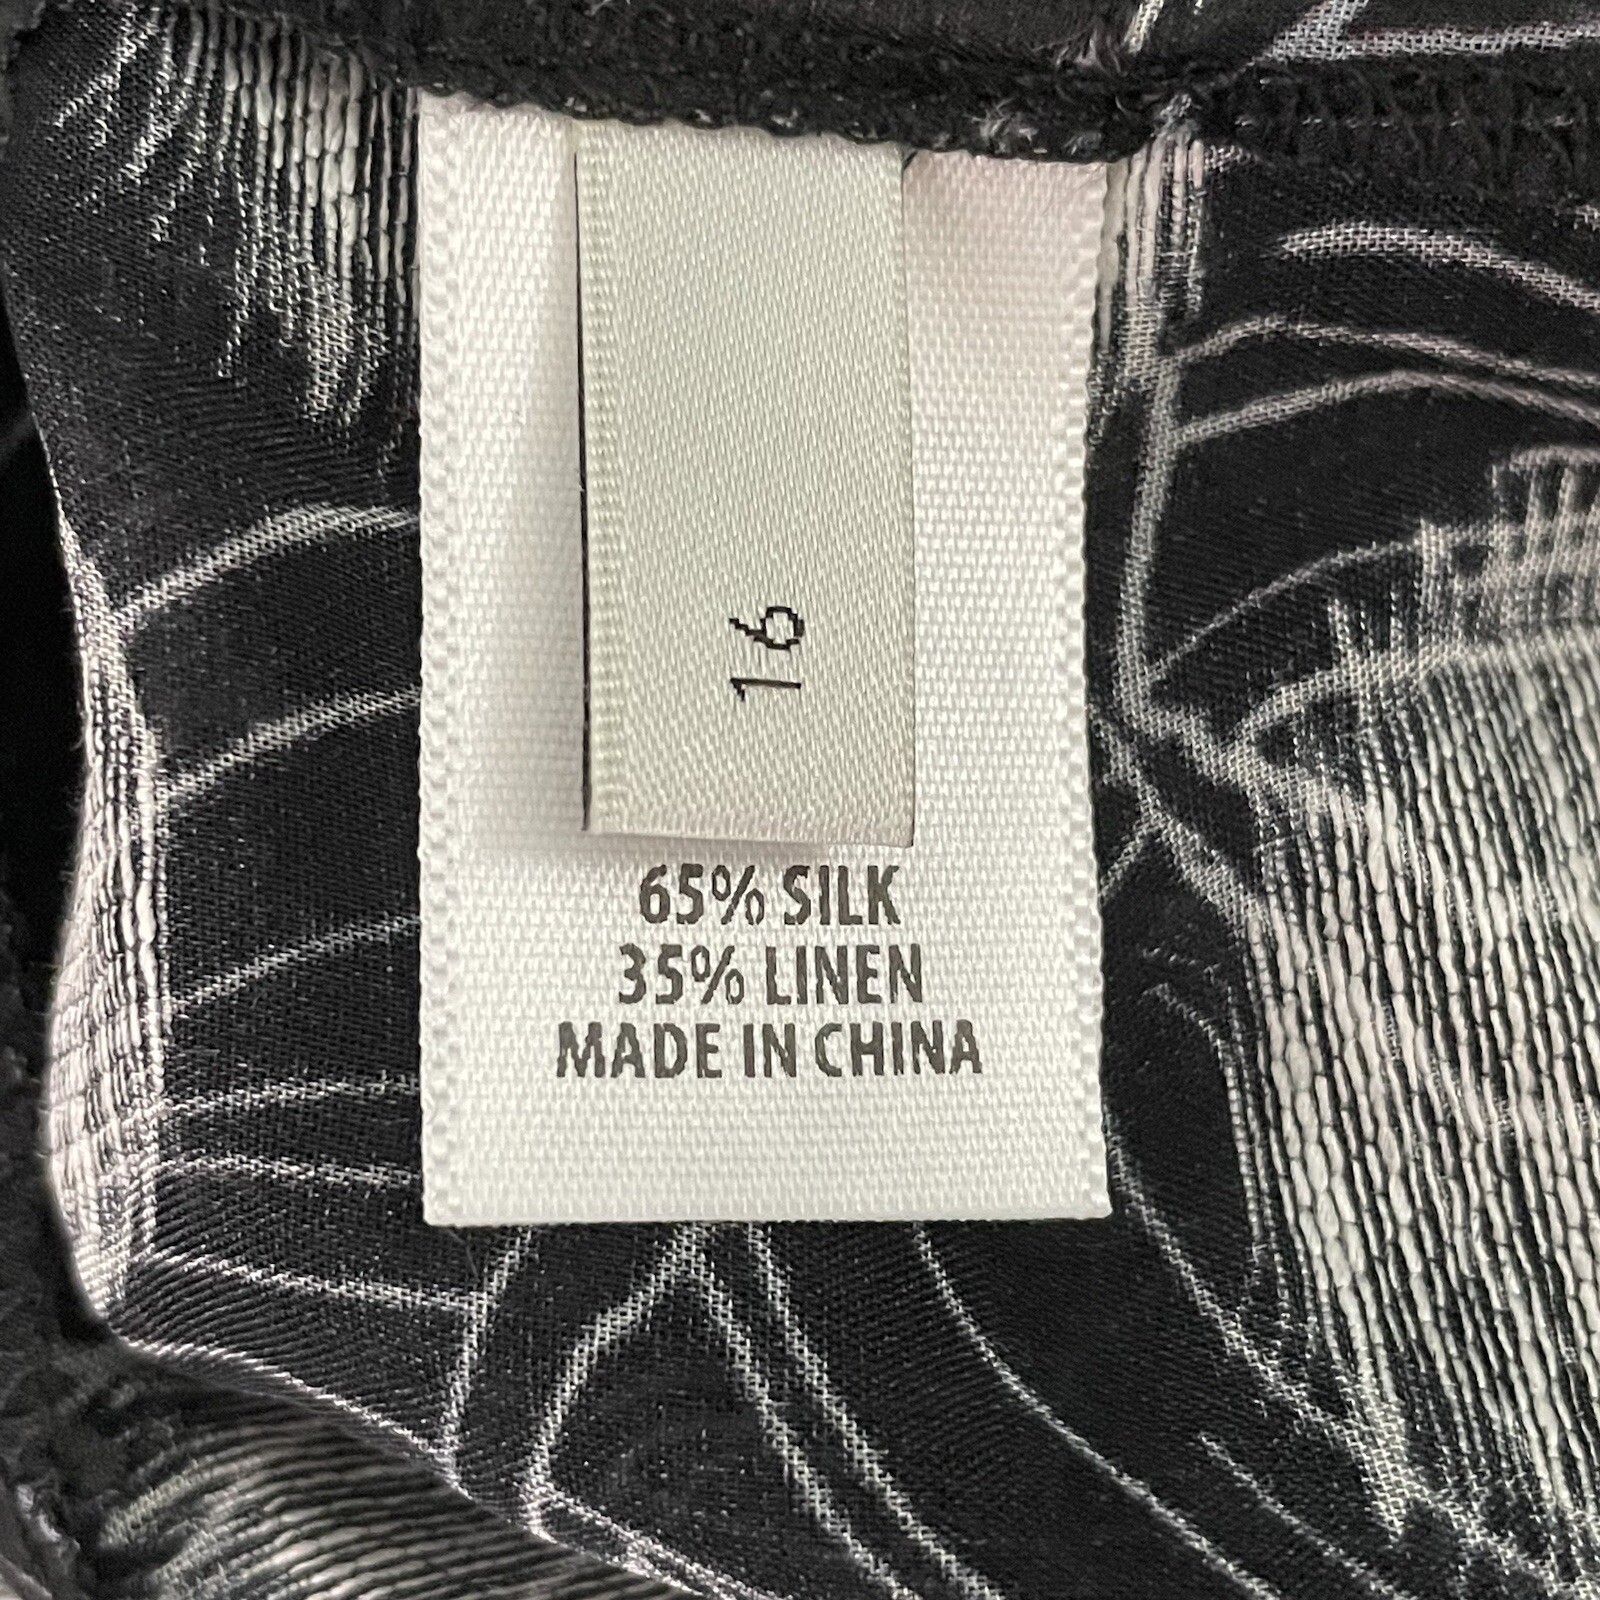 16
65% SILK
35% LINEN
MADE IN CHINA